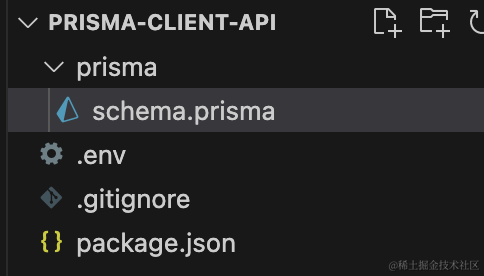 PRISMA-CLIENT-API
prisma
schema.prisma
.env
.gitignore
package.json
@稀土掘金技术社区